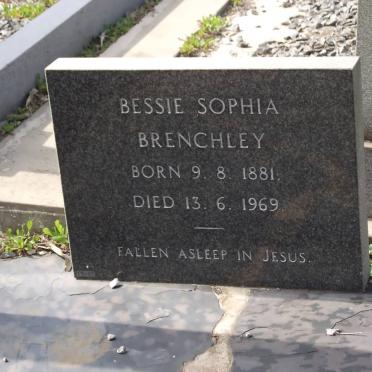 BESSIE SOPHIA
BRENCHLEY
BORN 9. 8. 1881.
DIED 13. 6. 1969.
FALLEN ASLEEP IN JESUS.